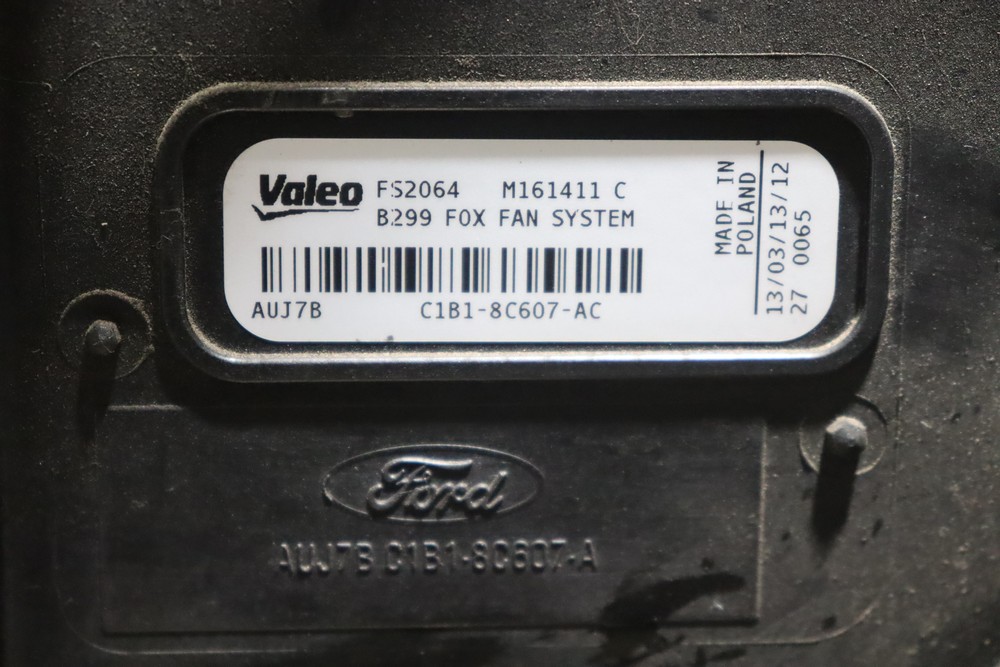 Valeo FS2064 M161411 C
B299 FOX FAN SYSTEM
AUJ7B C1B1-8C607-AC
MADE IN
POLAND
13/03/13/12
27 0065
Ford
AUJ7B C1B1-8C607-A